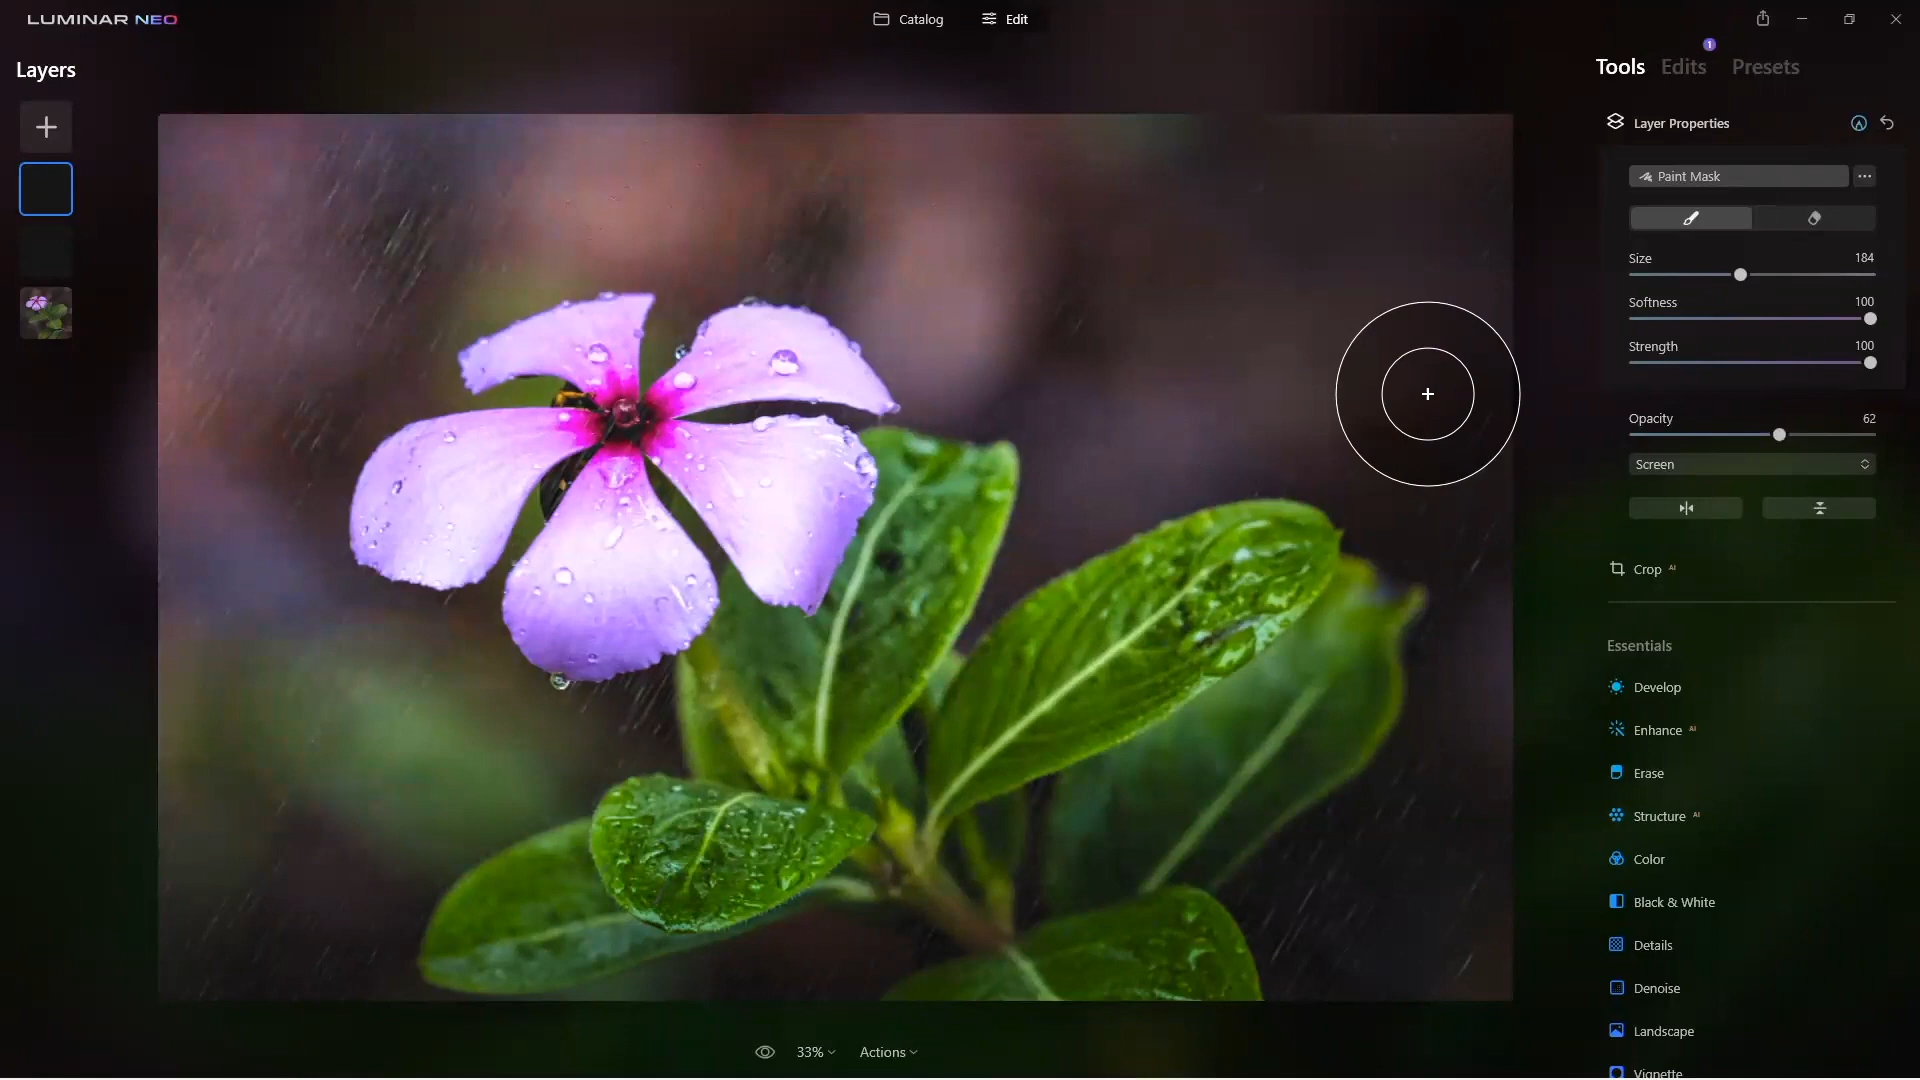 LUMINAR NEO
Catalog
Edit
Layers
1
Tools
Edits
Presets
Layer Properties
Paint Mask
Size 184
Softness 100
Strength 100
Opacity 62
Screen
Crop AI
Essentials
Develop
Enhance AI
Erase
Structure AI
Color
Black & White
Details
Denoise
Landscape
Vignette
33%
Actions